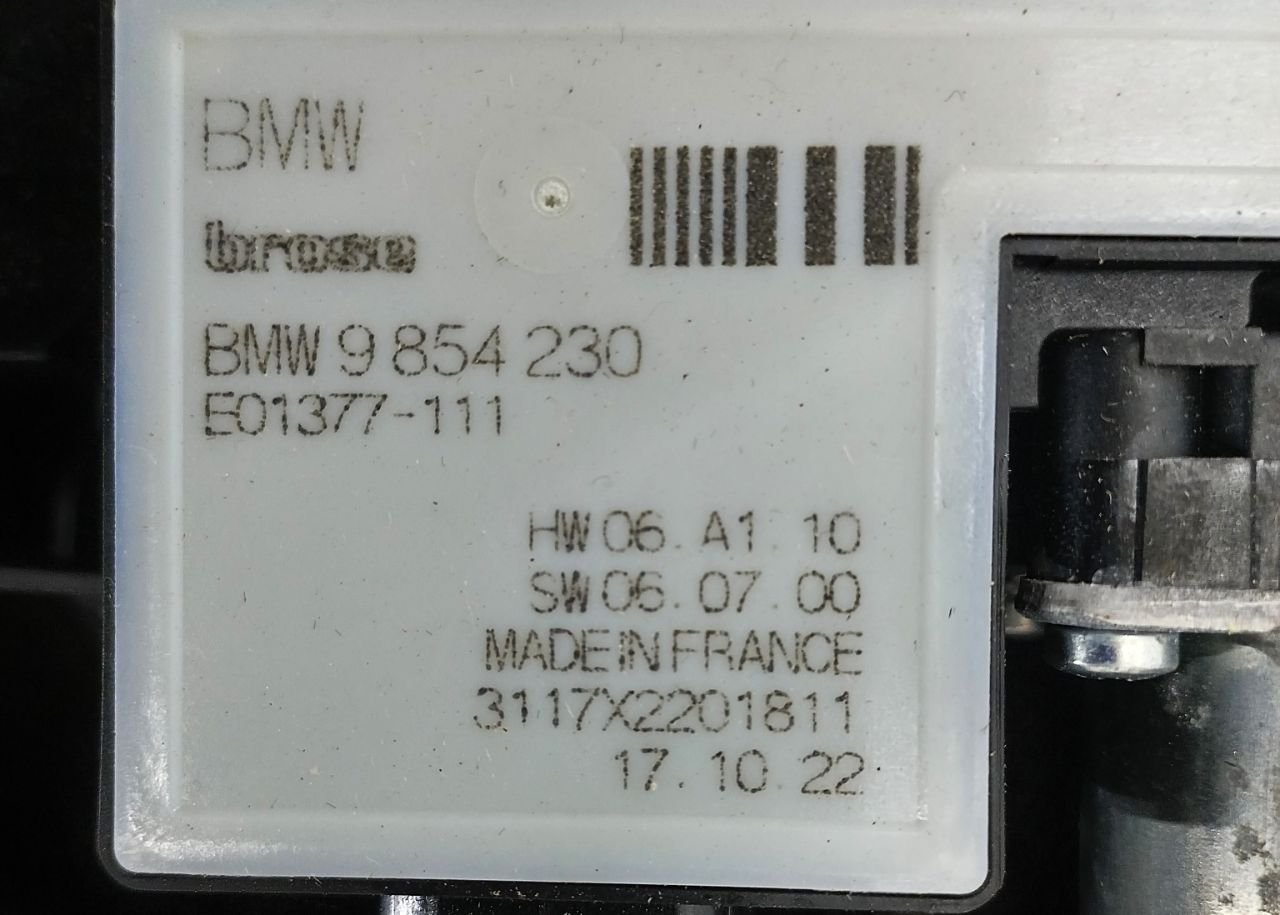 BMW
brose
BMW 9 854 230
E01377-111
HW 06. A1. 10
SW 06. 07. 00
MADE IN FRANCE
3117X2201811
17. 10. 22